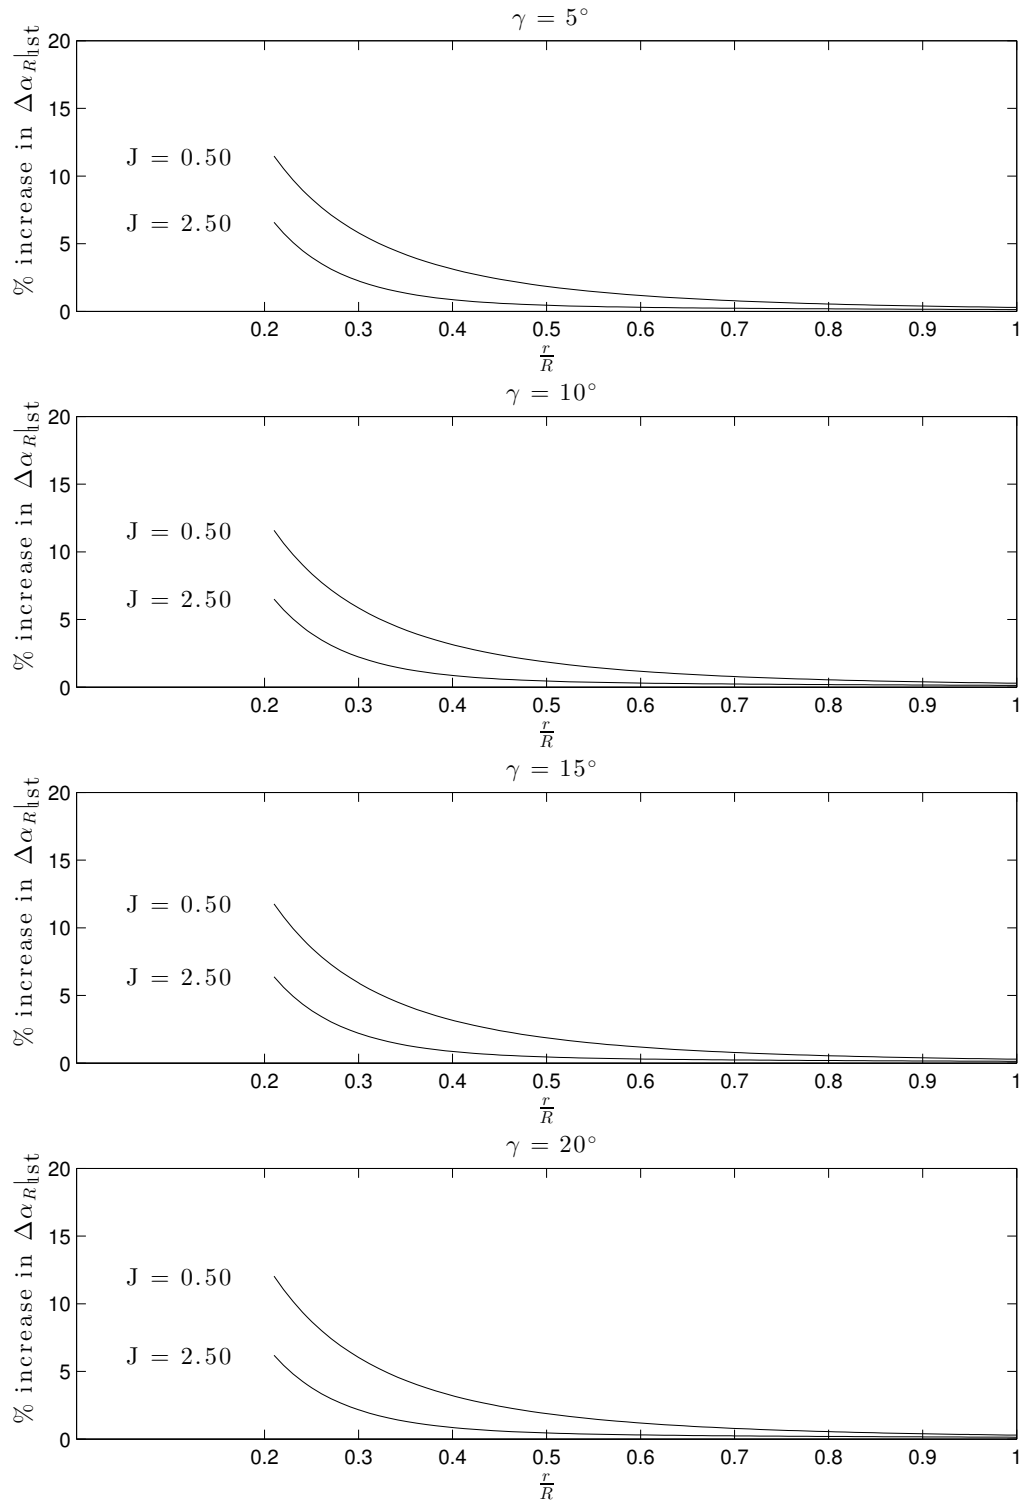 γ = 5°
% increase in Δα_R|_1st
20
15
10
5
0
J = 0.50
J = 2.50
0.2 0.3 0.4 0.5 0.6 0.7 0.8 0.9 1
r/R
γ = 10°
% increase in Δα_R|_1st
20
15
10
5
0
J = 0.50
J = 2.50
0.2 0.3 0.4 0.5 0.6 0.7 0.8 0.9 1
r/R
γ = 15°
% increase in Δα_R|_1st
20
15
10
5
0
J = 0.50
J = 2.50
0.2 0.3 0.4 0.5 0.6 0.7 0.8 0.9 1
r/R
γ = 20°
% increase in Δα_R|_1st
20
15
10
5
0
J = 0.50
J = 2.50
0.2 0.3 0.4 0.5 0.6 0.7 0.8 0.9 1
r/R